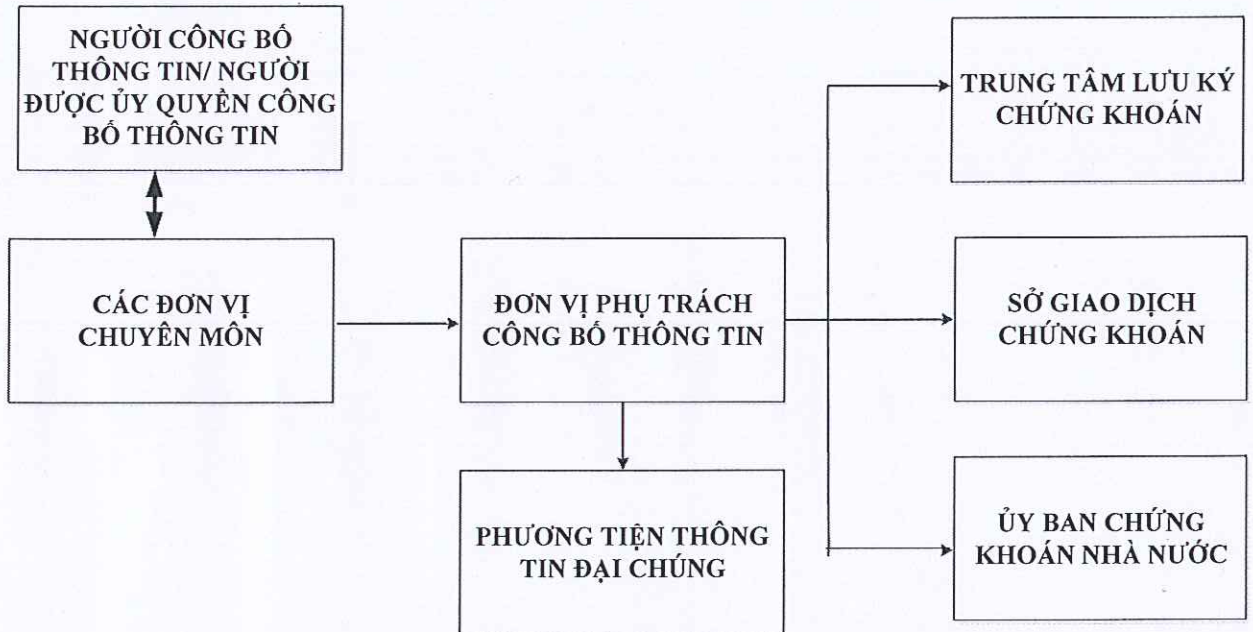 NGƯỜI CÔNG BỐ
THÔNG TIN/ NGƯỜI
ĐƯỢC ỦY QUYỀN CÔNG
BỐ THÔNG TIN
TRUNG TÂM LƯU KÝ
CHỨNG KHOÁN
CÁC ĐƠN VỊ
CHUYÊN MÔN
ĐƠN VỊ PHỤ TRÁCH
CÔNG BỐ THÔNG TIN
SỞ GIAO DỊCH
CHỨNG KHOÁN
PHƯƠNG TIỆN THÔNG
TIN ĐẠI CHÚNG
ỦY BAN CHỨNG
KHOÁN NHÀ NƯỚC